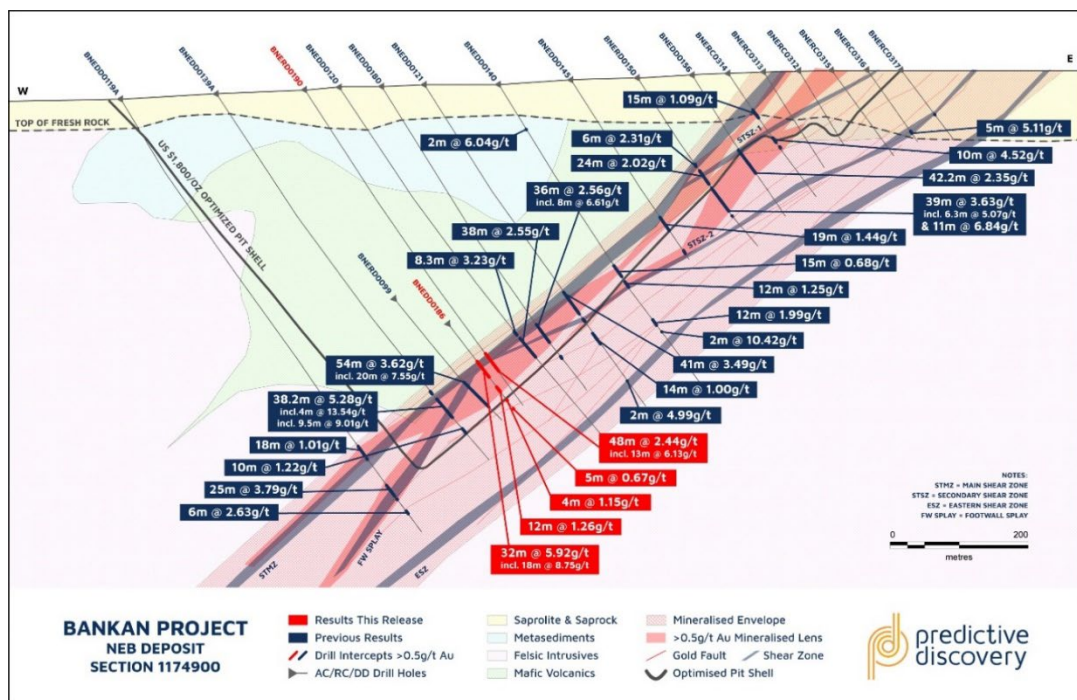 BNEDD0119A
BNEDD0139A
BNERD0190
BNEDD0120
BNEDD0180
BNEDD0121
BNEDD0140
BNEDD0145
BNERD0150
BNEDD0156
BNERC0314
BNERC0313
BNERC0312
BNERC0315
BNERC0316
BNERC0317
W
E
TOP OF FRESH ROCK
US $1,800/OZ OPTIMIZED PIT SHELL
BNERD0099
BNEDD0186
STSZ-1
STSZ-2
15m @ 1.09g/t
2m @ 6.04g/t
6m @ 2.31g/t
24m @ 2.02g/t
36m @ 2.56g/t
incl. 8m @ 6.61g/t
38m @ 2.55g/t
8.3m @ 3.23g/t
5m @ 5.11g/t
10m @ 4.52g/t
42.2m @ 2.35g/t
39m @ 3.63g/t
incl. 6.3m @ 5.07g/t
& 11m @ 6.84g/t
19m @ 1.44g/t
15m @ 0.68g/t
12m @ 1.25g/t
12m @ 1.99g/t
2m @ 10.42g/t
41m @ 3.49g/t
14m @ 1.00g/t
2m @ 4.99g/t
54m @ 3.62g/t
incl. 20m @ 7.55g/t
38.2m @ 5.28g/t
incl.4m @ 13.54g/t
incl. 9.5m @ 9.01g/t
18m @ 1.01g/t
10m @ 1.22g/t
25m @ 3.79g/t
6m @ 2.63g/t
48m @ 2.44g/t
incl. 13m @ 6.13g/t
5m @ 0.67g/t
4m @ 1.15g/t
12m @ 1.26g/t
32m @ 5.92g/t
incl. 18m @ 8.75g/t
STMZ
FW SPLAY
ESZ
NOTES:
STMZ = MAIN SHEAR ZONE
STSZ = SECONDARY SHEAR ZONE
ESZ = EASTERN SHEAR ZONE
FW SPLAY = FOOTWALL SPLAY
0 200
metres
BANKAN PROJECT
NEB DEPOSIT
SECTION 1174900
Results This Release
Previous Results
Drill Intercepts >0.5g/t Au
AC/RC/DD Drill Holes
Saprolite & Saprock
Metasediments
Felsic Intrusives
Mafic Volcanics
Mineralised Envelope
>0.5g/t Au Mineralised Lens
Gold Fault
Shear Zone
Optimised Pit Shell
predictive
discovery